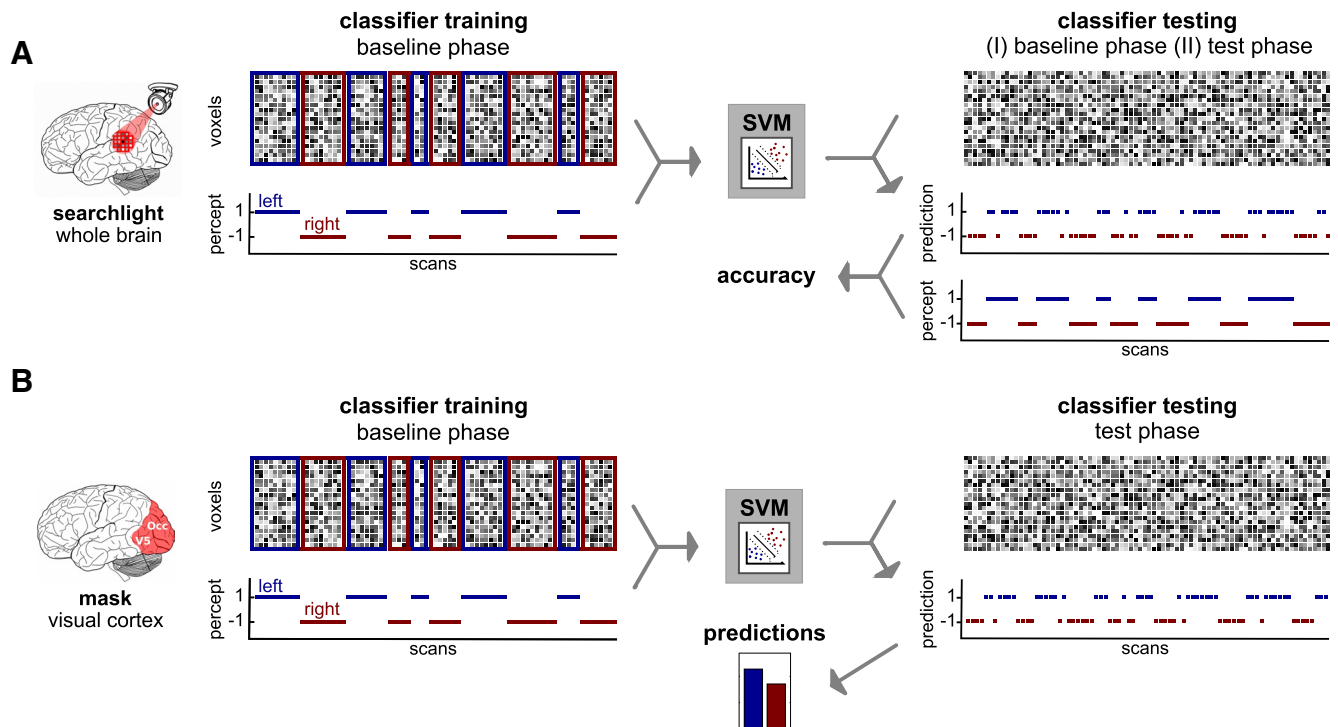 A
classifier training
baseline phase
classifier testing
(I) baseline phase (II) test phase
voxels
SVM
searchlight
whole brain
percept
1
-1
left
right
scans
prediction
1
-1
accuracy
percept
1
-1
scans
B
classifier training
baseline phase
classifier testing
test phase
voxels
Occ
V5
SVM
mask
visual cortex
percept
1
-1
left
right
scans
prediction
1
-1
scans
predictions